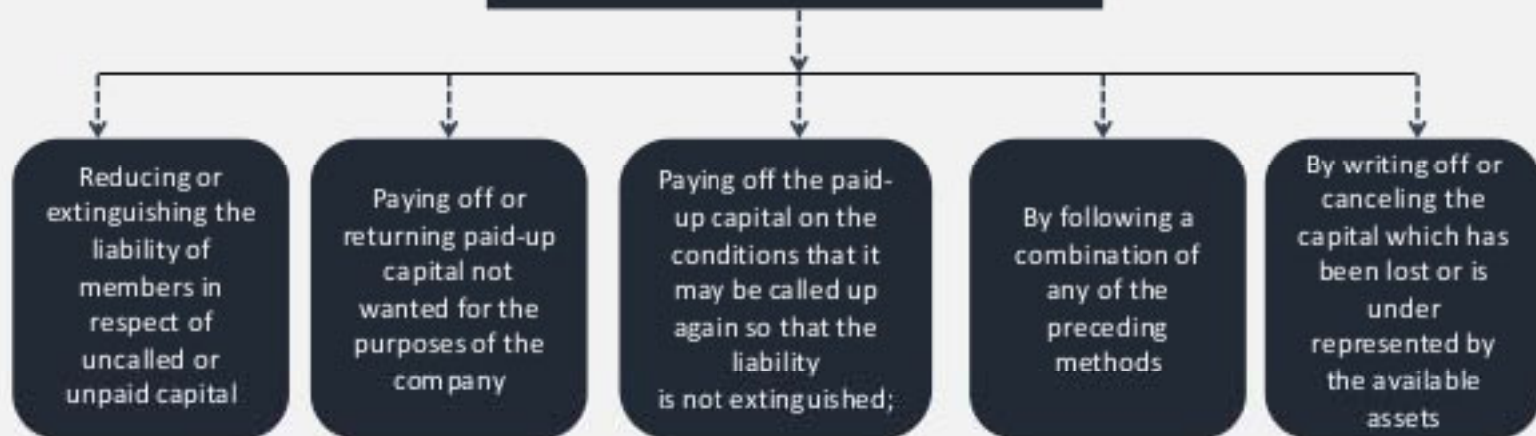 Reducing or
extinguishing the
liability of
members in
respect of
uncalled or
unpaid capital
Paying off or
returning paid-up
capital not
wanted for the
purposes of the
company
Paying off the paid-
up capital on the
conditions that it
may be called up
again so that the
liability
is not extinguished;
By following a
combination of
any of the
preceding
methods
By writing off or
canceling the
capital which has
been lost or is
under
represented by
the available
assets